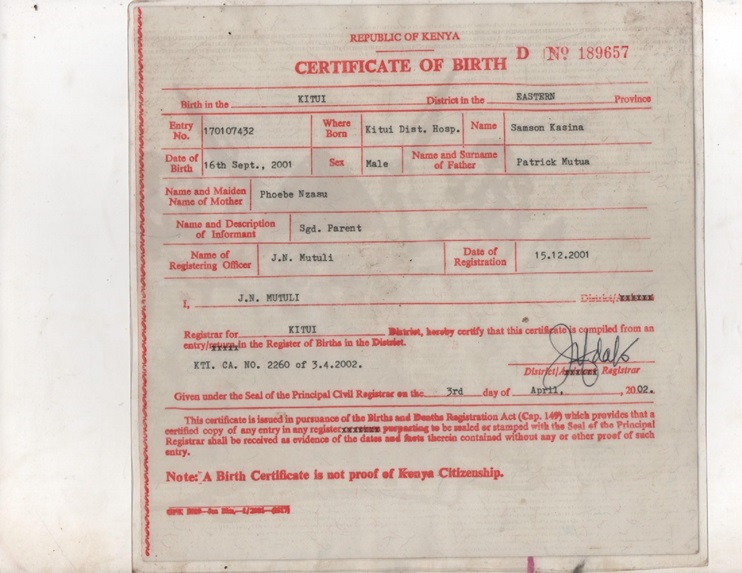 REPUBLIC OF KENYA
CERTIFICATE OF BIRTH D No 189657
Birth in the KITUI District in the EASTERN Province
Entry No. 170107432 Where Born Kitui Dist. Hosp. Name Samson Kasina
Date of Birth 16th Sept., 2001 Sex Male Name and Surname of Father Patrick Mutua
Name and Maiden Name of Mother Phoebe Nzamu
Name and Description of Informant Sgd. Parent
Name of Registering Officer J.N. Mutuli Date of Registration 15.12.2001
I, J.N. MUTULI District/
Registrar for KITUI District, hereby certify that this certificate is compiled from an
entry/return in the Register of Births in the District.
KTI. CA. NO. 2260 of 3.4.2002.
District/ Registrar
Given under the Seal of the Principal Civil Registrar on the 3rd day of April, 2002.
This certificate is issued in pursuance of the Births and Deaths Registration Act (Cap. 149) which provides that a
certified copy of any entry in any register purporting to be sealed or stamped with the Seal of the Principal
Registrar shall be received as evidence of the dates and facts therein contained without any or other proof of such
entry.
Note: A Birth Certificate is not proof of Kenya Citizenship.